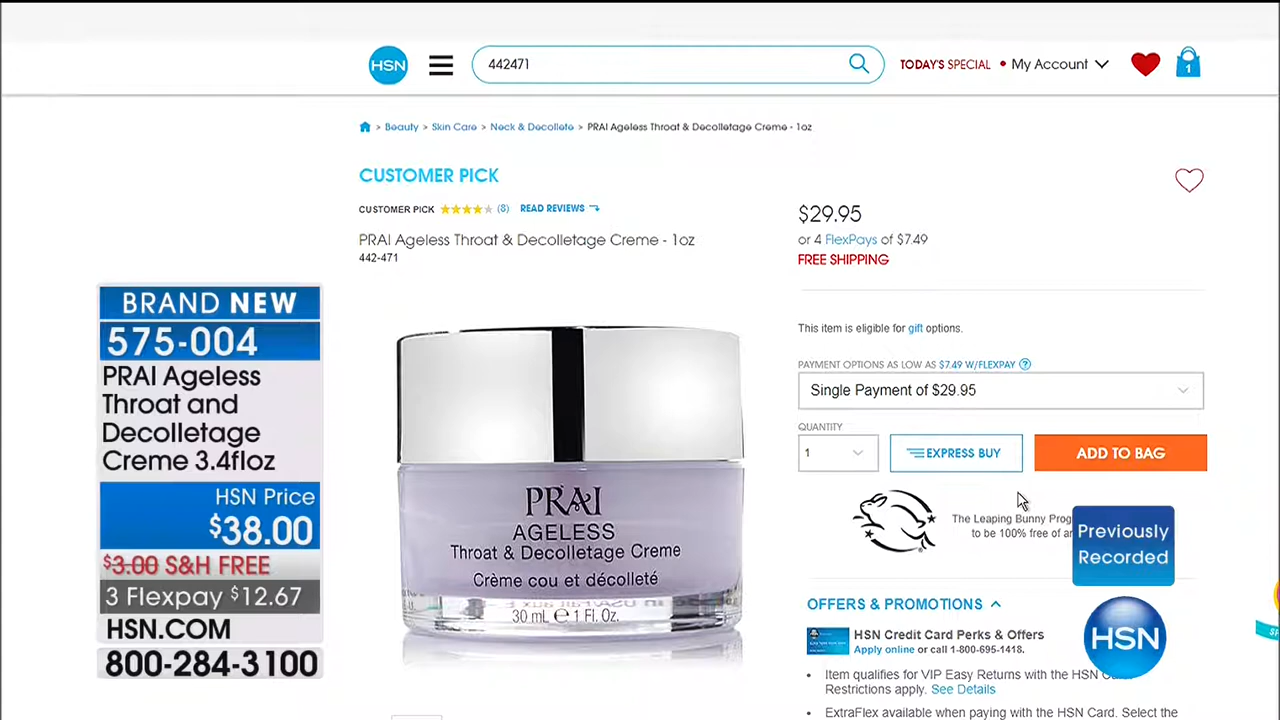 HSN
442471
TODAY'S SPECIAL • My Account
1
> Beauty > Skin Care > Neck & Decollete > PRAI Ageless Throat & Decolletage Creme - 1oz
CUSTOMER PICK
CUSTOMER PICK (8) READ REVIEWS
PRAI Ageless Throat & Decolletage Creme - 1oz
442-471
$29.95
or 4 FlexPays of $7.49
FREE SHIPPING
This item is eligible for gift options.
PAYMENT OPTIONS AS LOW AS $7.49 W/FLEXPAY ?
Single Payment of $29.95
QUANTITY
1
EXPRESS BUY
ADD TO BAG
The Leaping Bunny Prog
to be 100% free of
Previously
Recorded
OFFERS & PROMOTIONS
HSN Credit Card Perks & Offers
Apply online or call 1-800-695-1418.
HSN
• Item qualifies for VIP Easy Returns with the HSN
Restrictions apply. See Details
• ExtraFlex available when paying with the HSN Card. Select the
BRAND NEW
575-004
PRAI Ageless
Throat and
Decolletage
Creme 3.4floz
HSN Price
$38.00
$3.00 S&H FREE
3 Flexpay $12.67
HSN.COM
800-284-3100
PRAI
AGELESS
Throat & Decolletage Creme
Crème cou et décolleté
30 mL e 1 Fl. Oz.